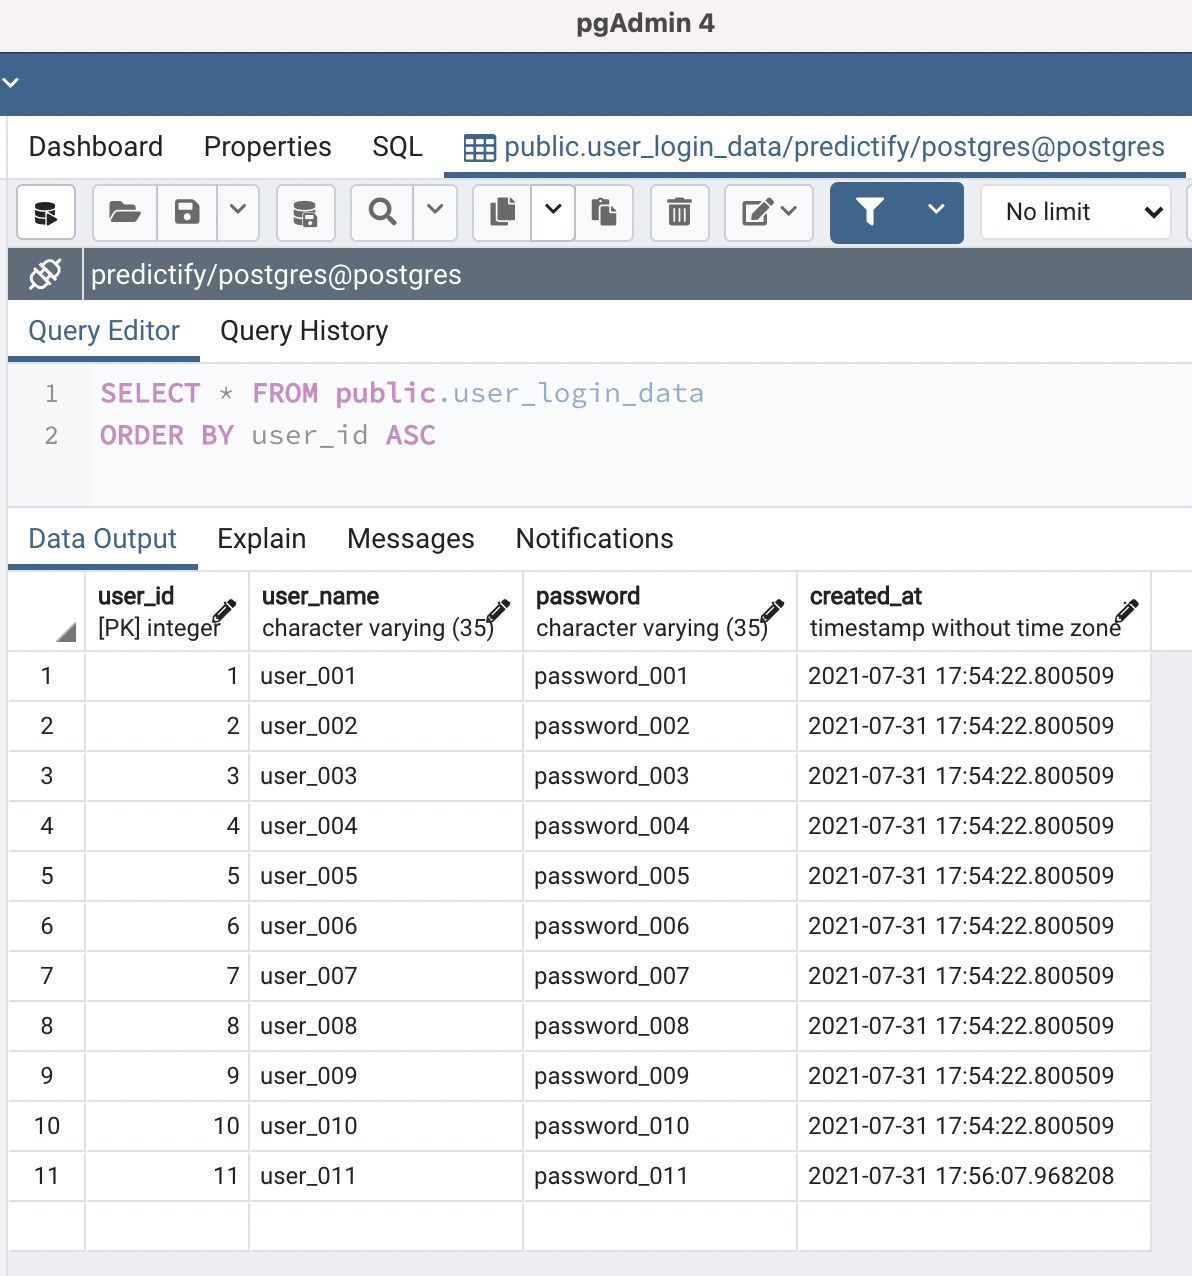 pgAdmin 4
Dashboard Properties SQL public.user_login_data/predictify/postgres@postgres
No limit
predictify/postgres@postgres
Query Editor Query History
1 SELECT * FROM public.user_login_data
2 ORDER BY user_id ASC
Data Output Explain Messages Notifications
user_id user_name password created_at
[PK] integer character varying (35) character varying (35) timestamp without time zone
1 1 user_001 password_001 2021-07-31 17:54:22.800509
2 2 user_002 password_002 2021-07-31 17:54:22.800509
3 3 user_003 password_003 2021-07-31 17:54:22.800509
4 4 user_004 password_004 2021-07-31 17:54:22.800509
5 5 user_005 password_005 2021-07-31 17:54:22.800509
6 6 user_006 password_006 2021-07-31 17:54:22.800509
7 7 user_007 password_007 2021-07-31 17:54:22.800509
8 8 user_008 password_008 2021-07-31 17:54:22.800509
9 9 user_009 password_009 2021-07-31 17:54:22.800509
10 10 user_010 password_010 2021-07-31 17:54:22.800509
11 11 user_011 password_011 2021-07-31 17:56:07.968208